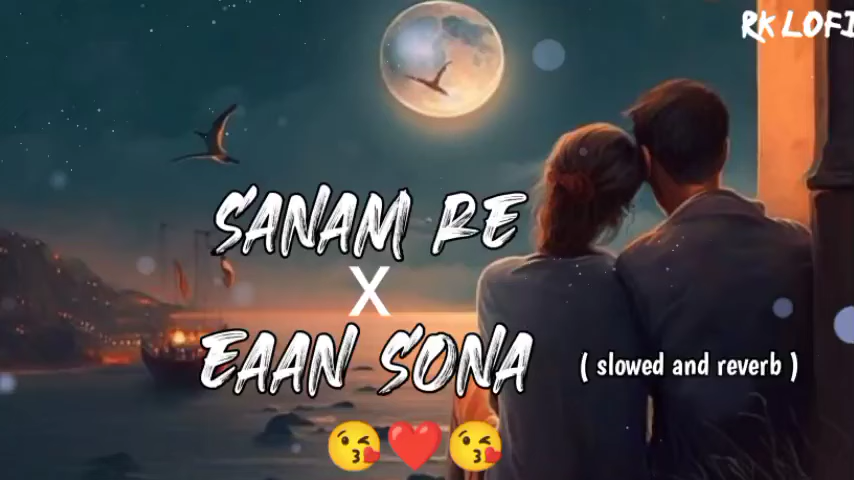 RK LOFI
SANAM RE
X
EAAN SONA
( slowed and reverb )
😘❤️😘